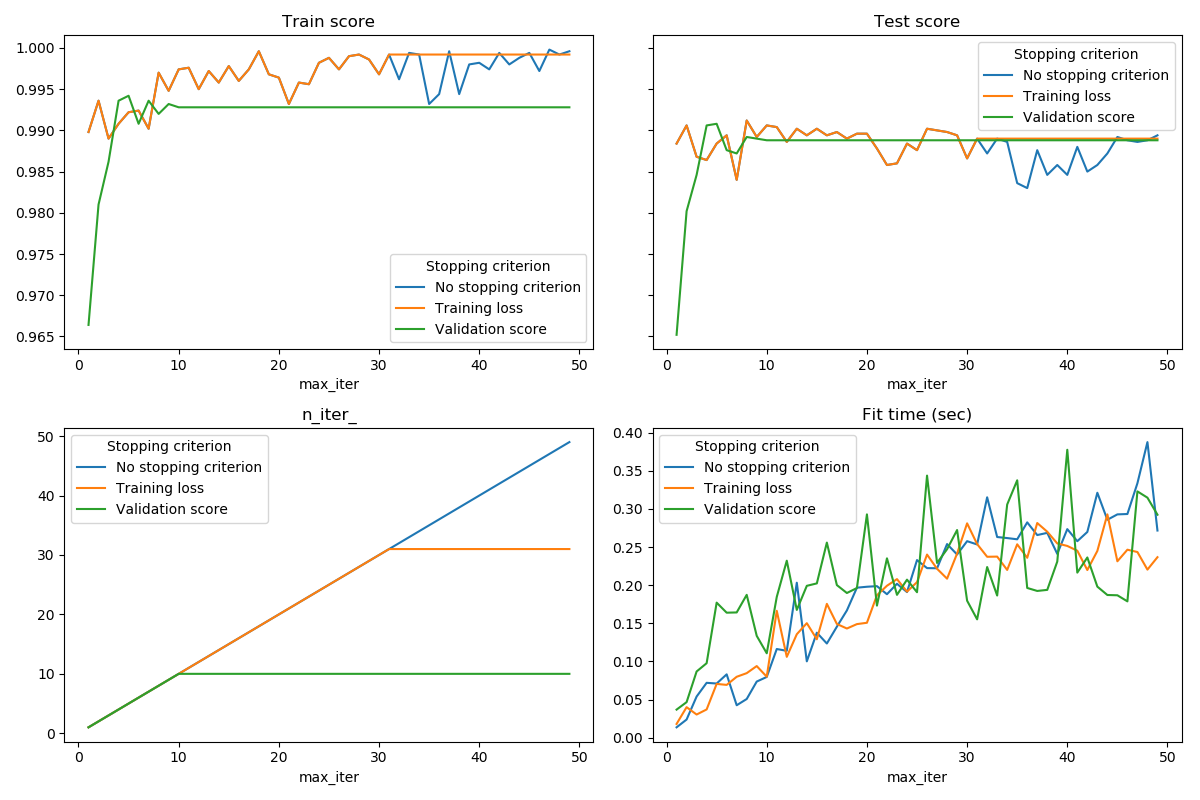 Train score
1.000
0.995
0.990
0.985
0.980
0.975
0.970
0.965
Stopping criterion
No stopping criterion
Training loss
Validation score
0 10 20 30 40 50
max_iter
Test score
Stopping criterion
No stopping criterion
Training loss
Validation score
0 10 20 30 40 50
max_iter
n_iter_
50
40
30
20
10
0
Stopping criterion
No stopping criterion
Training loss
Validation score
0 10 20 30 40 50
max_iter
Fit time (sec)
0.40
0.35
0.30
0.25
0.20
0.15
0.10
0.05
0.00
Stopping criterion
No stopping criterion
Training loss
Validation score
0 10 20 30 40 50
max_iter